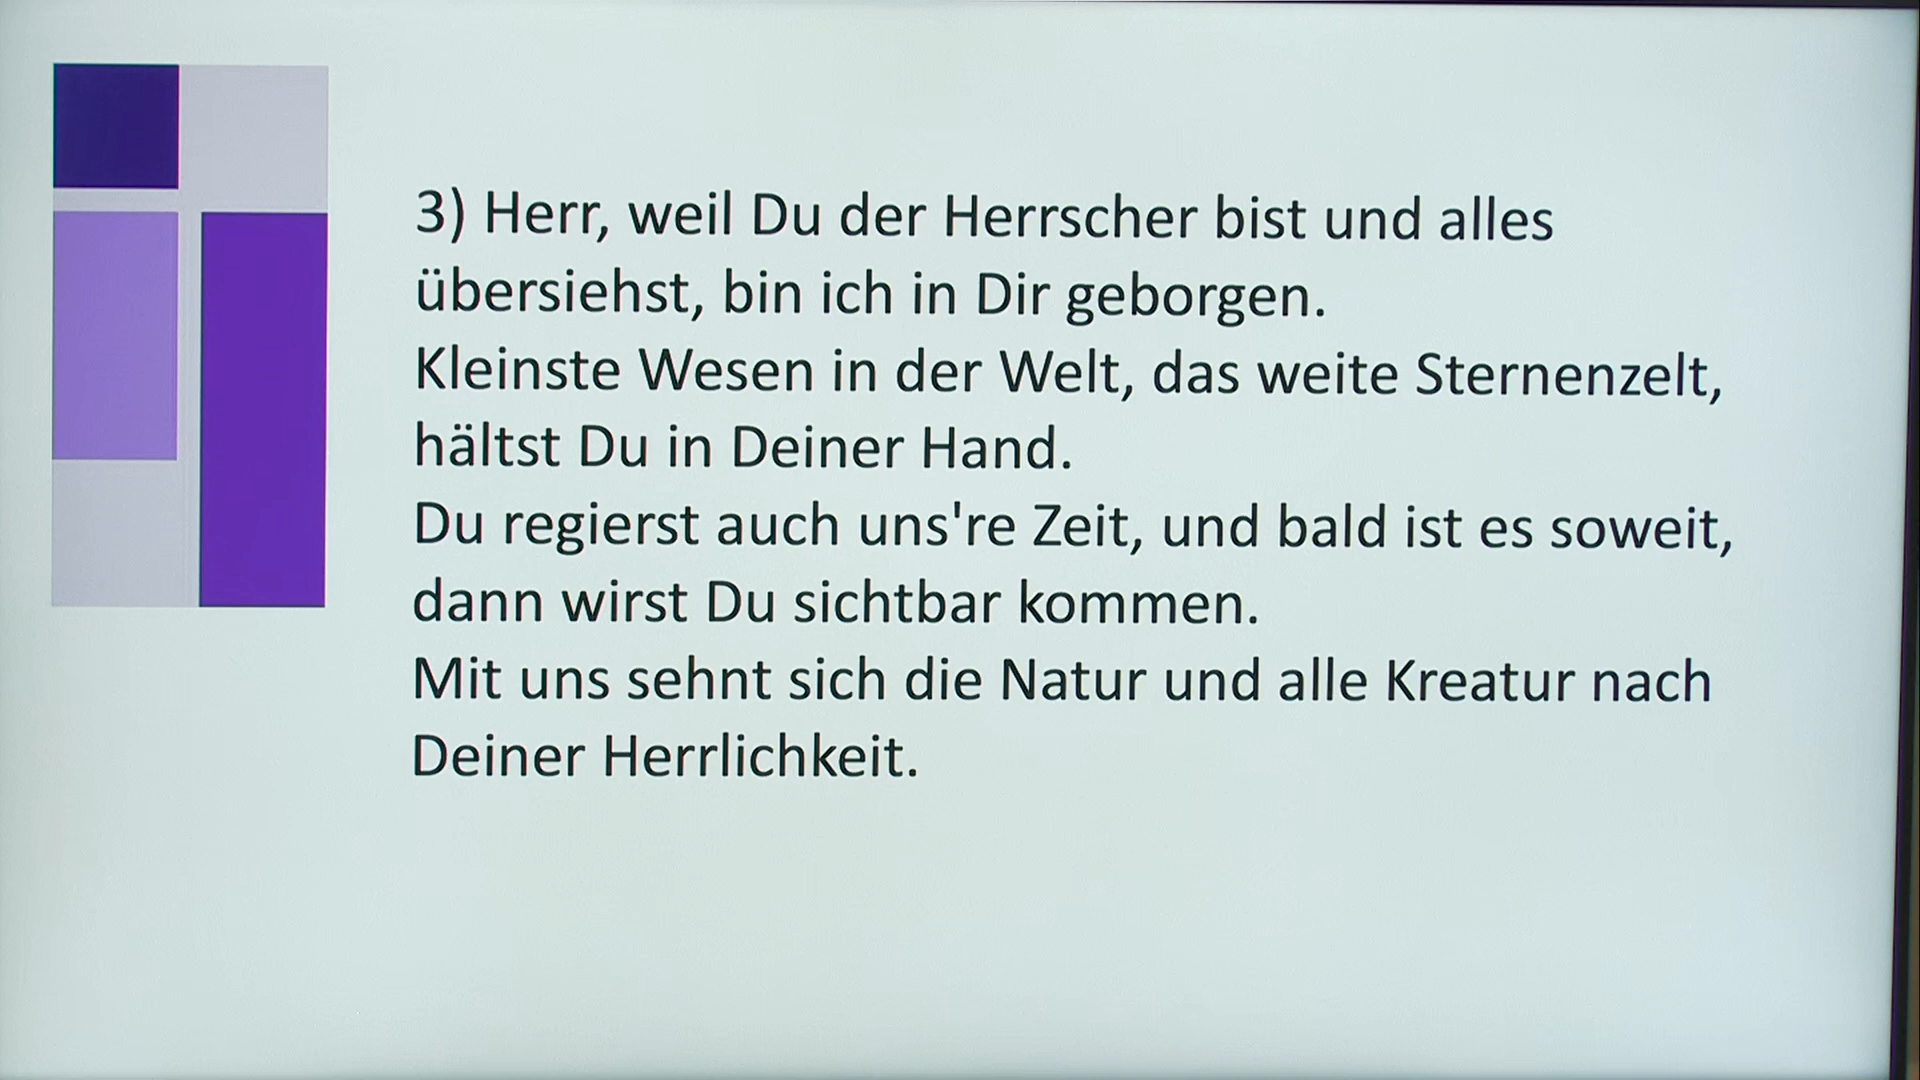 3) Herr, weil Du der Herrscher bist und alles
übersiehst, bin ich in Dir geborgen.
Kleinste Wesen in der Welt, das weite Sternenzelt,
hältst Du in Deiner Hand.
Du regierst auch uns're Zeit, und bald ist es soweit,
dann wirst Du sichtbar kommen.
Mit uns sehnt sich die Natur und alle Kreatur nach
Deiner Herrlichkeit.